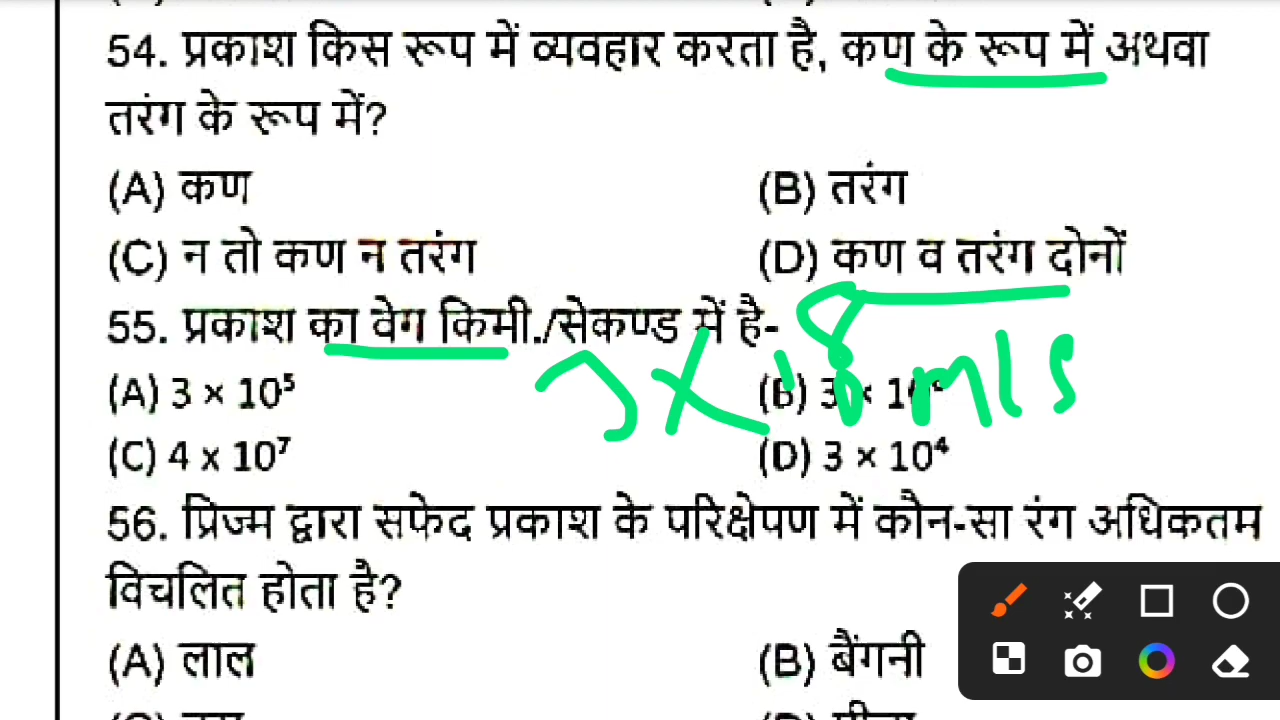 54. प्रकाश किस रूप में व्यवहार करता है, कण के रूप में अथवा
तरंग के रूप में?
(A) कण (B) तरंग
(C) न तो कण न तरंग (D) कण व तरंग दोनों
55. प्रकाश का वेग किमी./सेकण्ड में है-
(A) 3 × 10⁵ (B) 3
m/s
(C) 4 x 10⁷ (D) 3 × 10⁴
56. प्रिज्म द्वारा सफेद प्रकाश के परिक्षेपण में कौन-सा रंग अधिकतम
विचलित होता है?
(A) लाल (B) बैंगनी